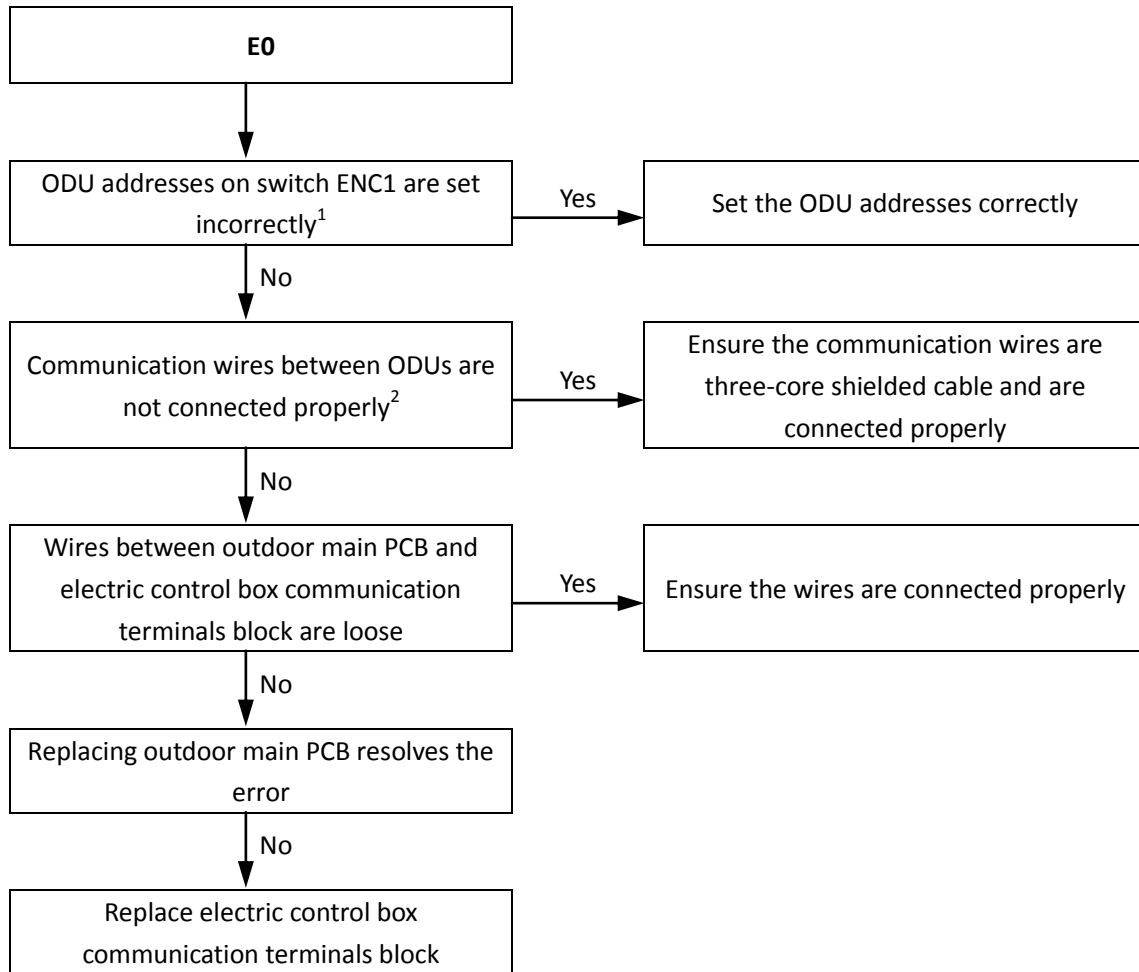 E0
ODU addresses on switch ENC1 are set
incorrectly1
Yes
Set the ODU addresses correctly
No
Communication wires between ODUs are
not connected properly2
Yes
Ensure the communication wires are
three-core shielded cable and are
connected properly
No
Wires between outdoor main PCB and
electric control box communication
terminals block are loose
Yes
Ensure the wires are connected properly
No
Replacing outdoor main PCB resolves the
error
No
Replace electric control box
communication terminals block